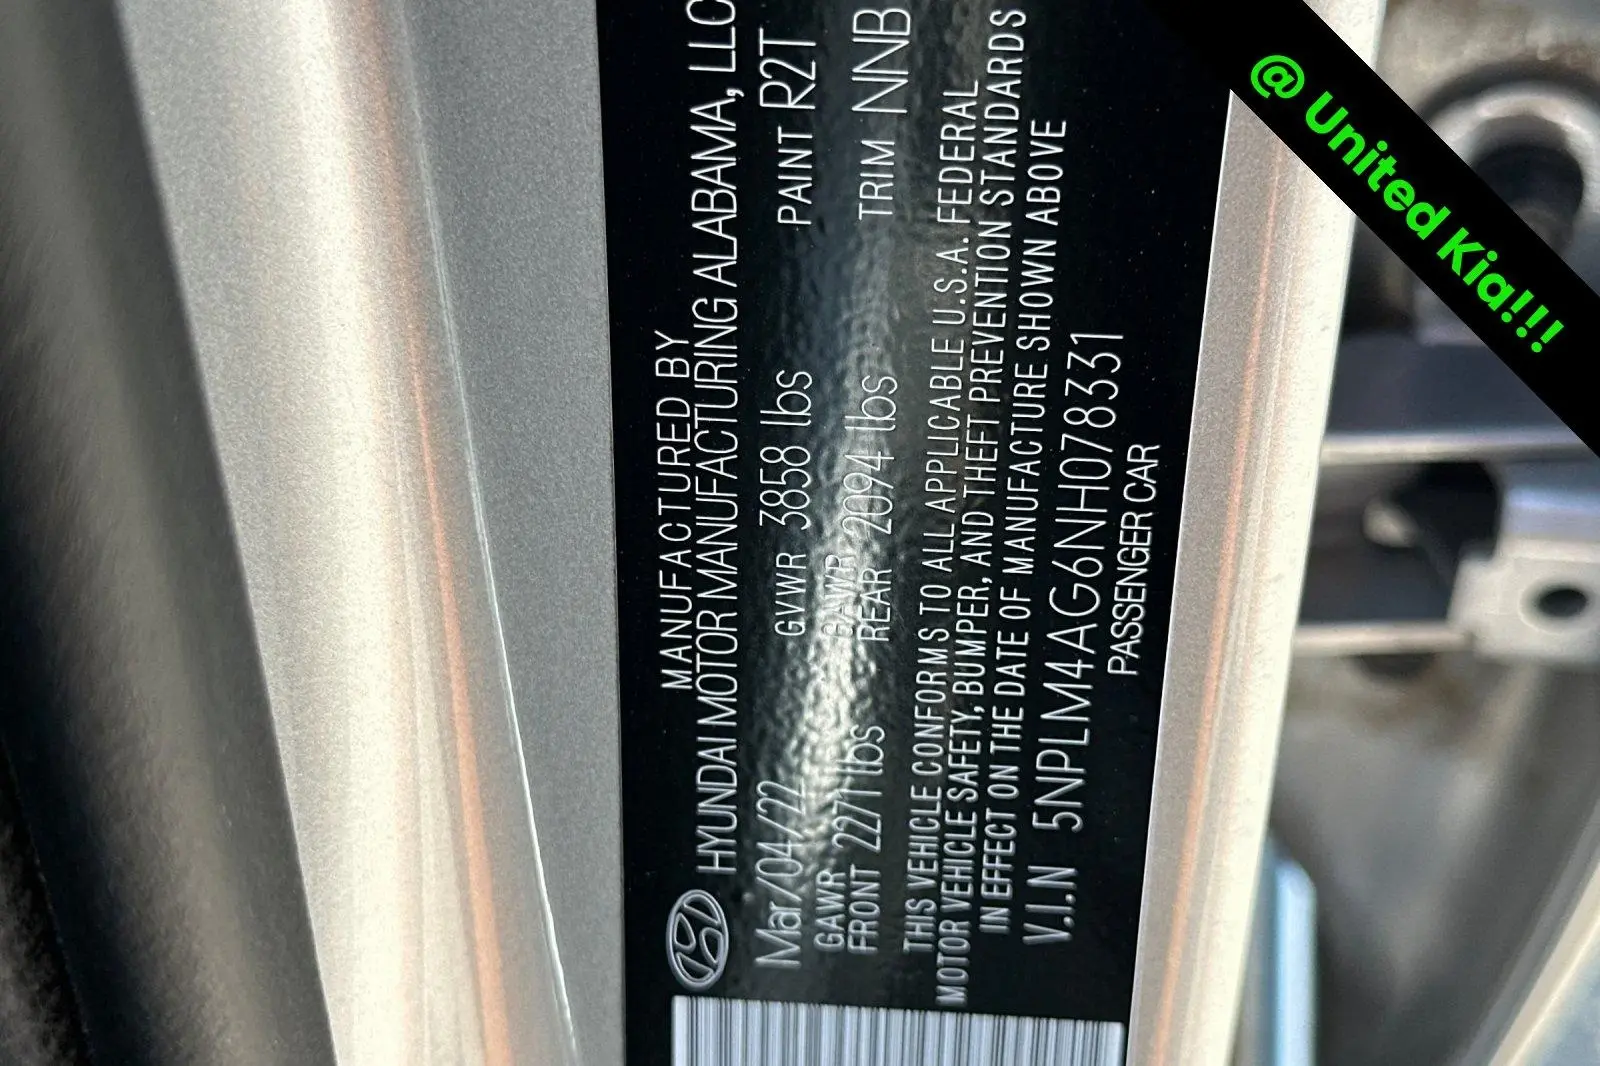 MANUFACTURED BY
HYUNDAI MOTOR MANUFACTURING ALABAMA, LLC
Mar/04/22 GVWR 3858 lbs PAINT R2T
GAWR FRONT 2271 lbs GAWR REAR 2094 lbs TRIM NNB
THIS VEHICLE CONFORMS TO ALL APPLICABLE U.S.A. FEDERAL
MOTOR VEHICLE SAFETY, BUMPER, AND THEFT PREVENTION STANDARDS
IN EFFECT ON THE DATE OF MANUFACTURE SHOWN ABOVE
V.I.N 5NPLM4AG6NH078331
PASSENGER CAR
@ United Kia!!!